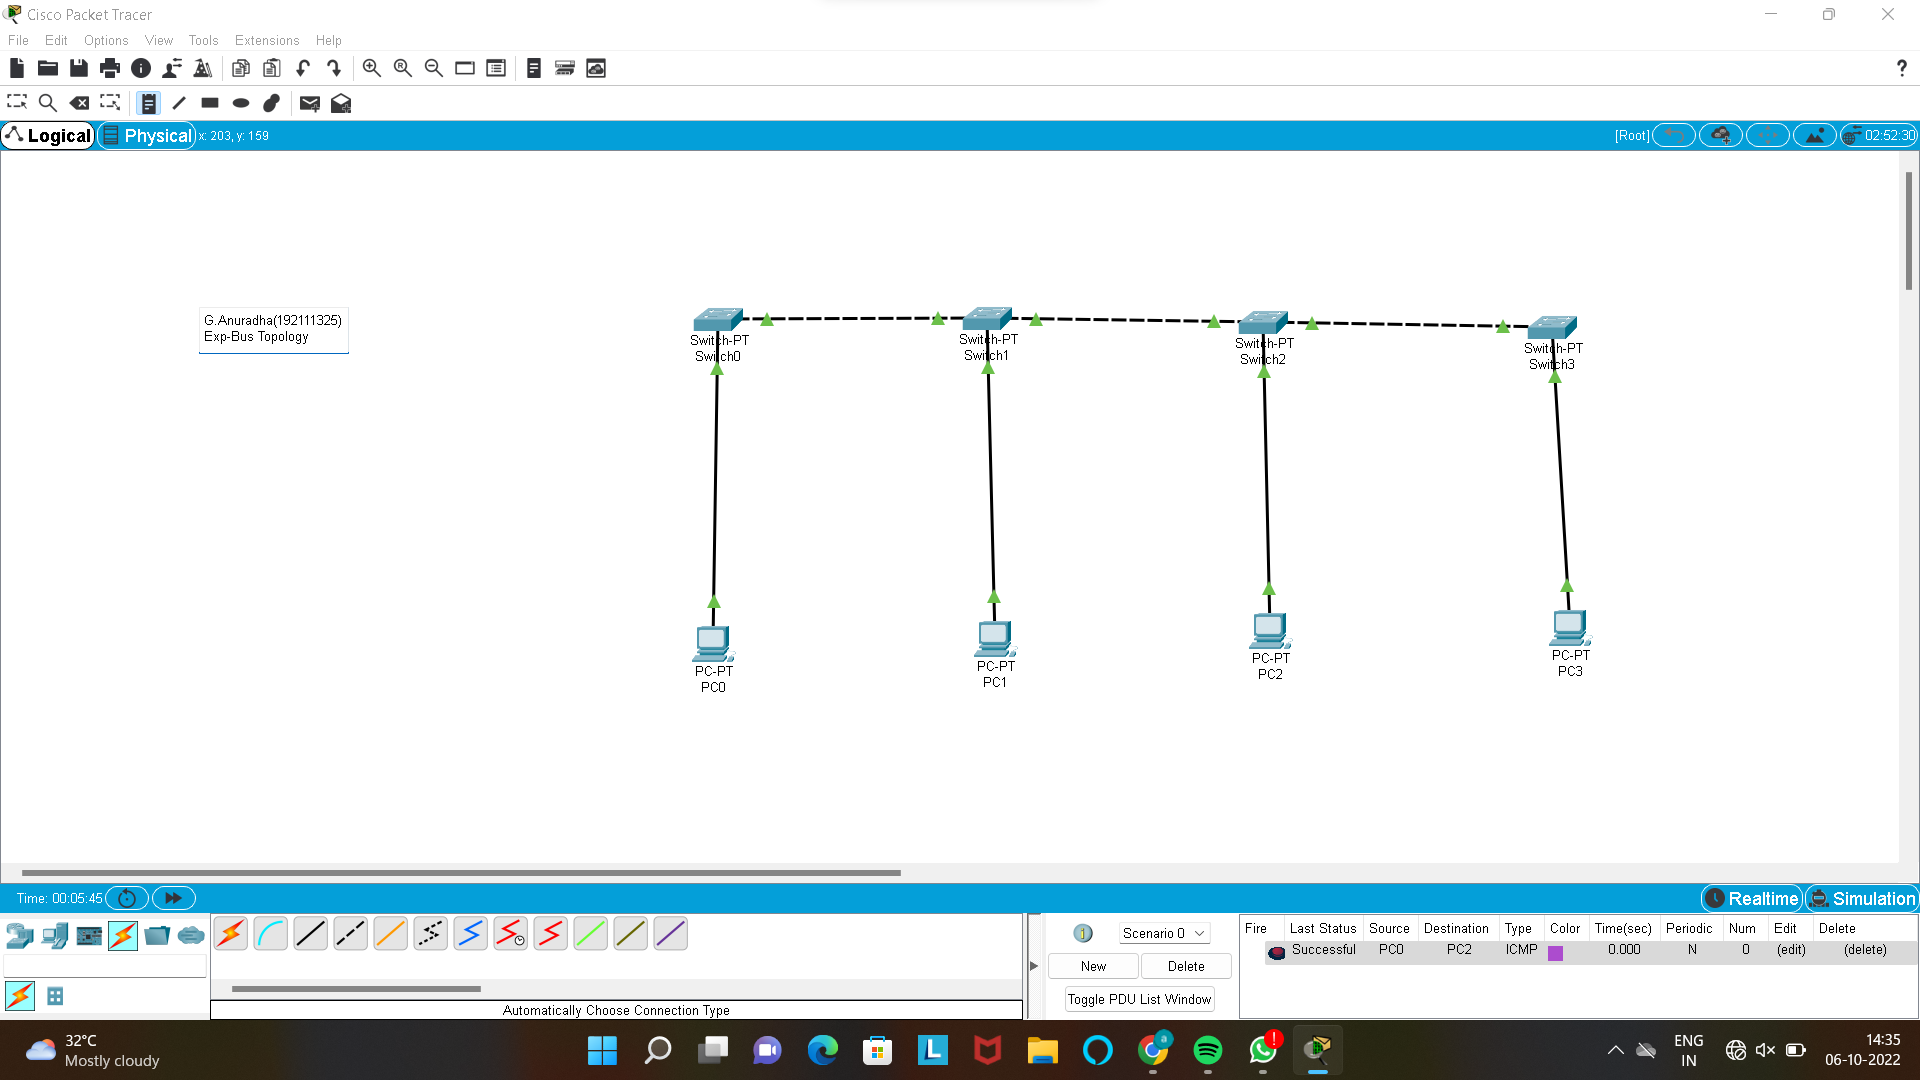 Cisco Packet Tracer
File Edit Options View Tools Extensions Help
?
Logical Physical x: 203, y: 159 [Root] 02:52:30
G.Anuradha(192111325)
Exp-Bus Topology
Switch-PT
Switch0
Switch-PT
Switch1
Switch-PT
Switch2
Switch-PT
Switch3
PC-PT
PC0
PC-PT
PC1
PC-PT
PC2
PC-PT
PC3
Time: 00:05:45 Realtime Simulation
Scenario 0
New Delete
Toggle PDU List Window
Fire Last Status Source Destination Type Color Time(sec) Periodic Num Edit Delete
Successful PC0 PC2 ICMP 0.000 N 0 (edit) (delete)
Automatically Choose Connection Type
32°C
Mostly cloudy
ENG
IN
14:35
06-10-2022